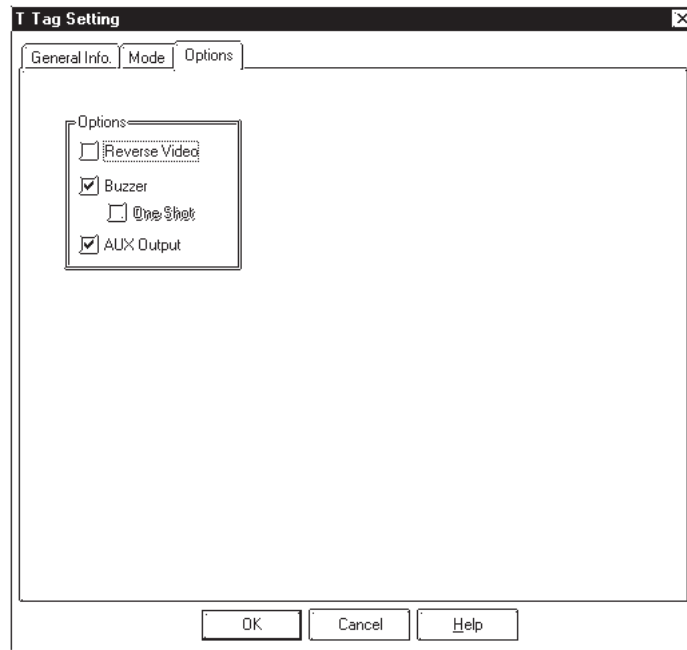 T Tag Setting
General Info. Mode Options
Options
Reverse Video
Buzzer
One Shot
AUX Output
OK Cancel Help